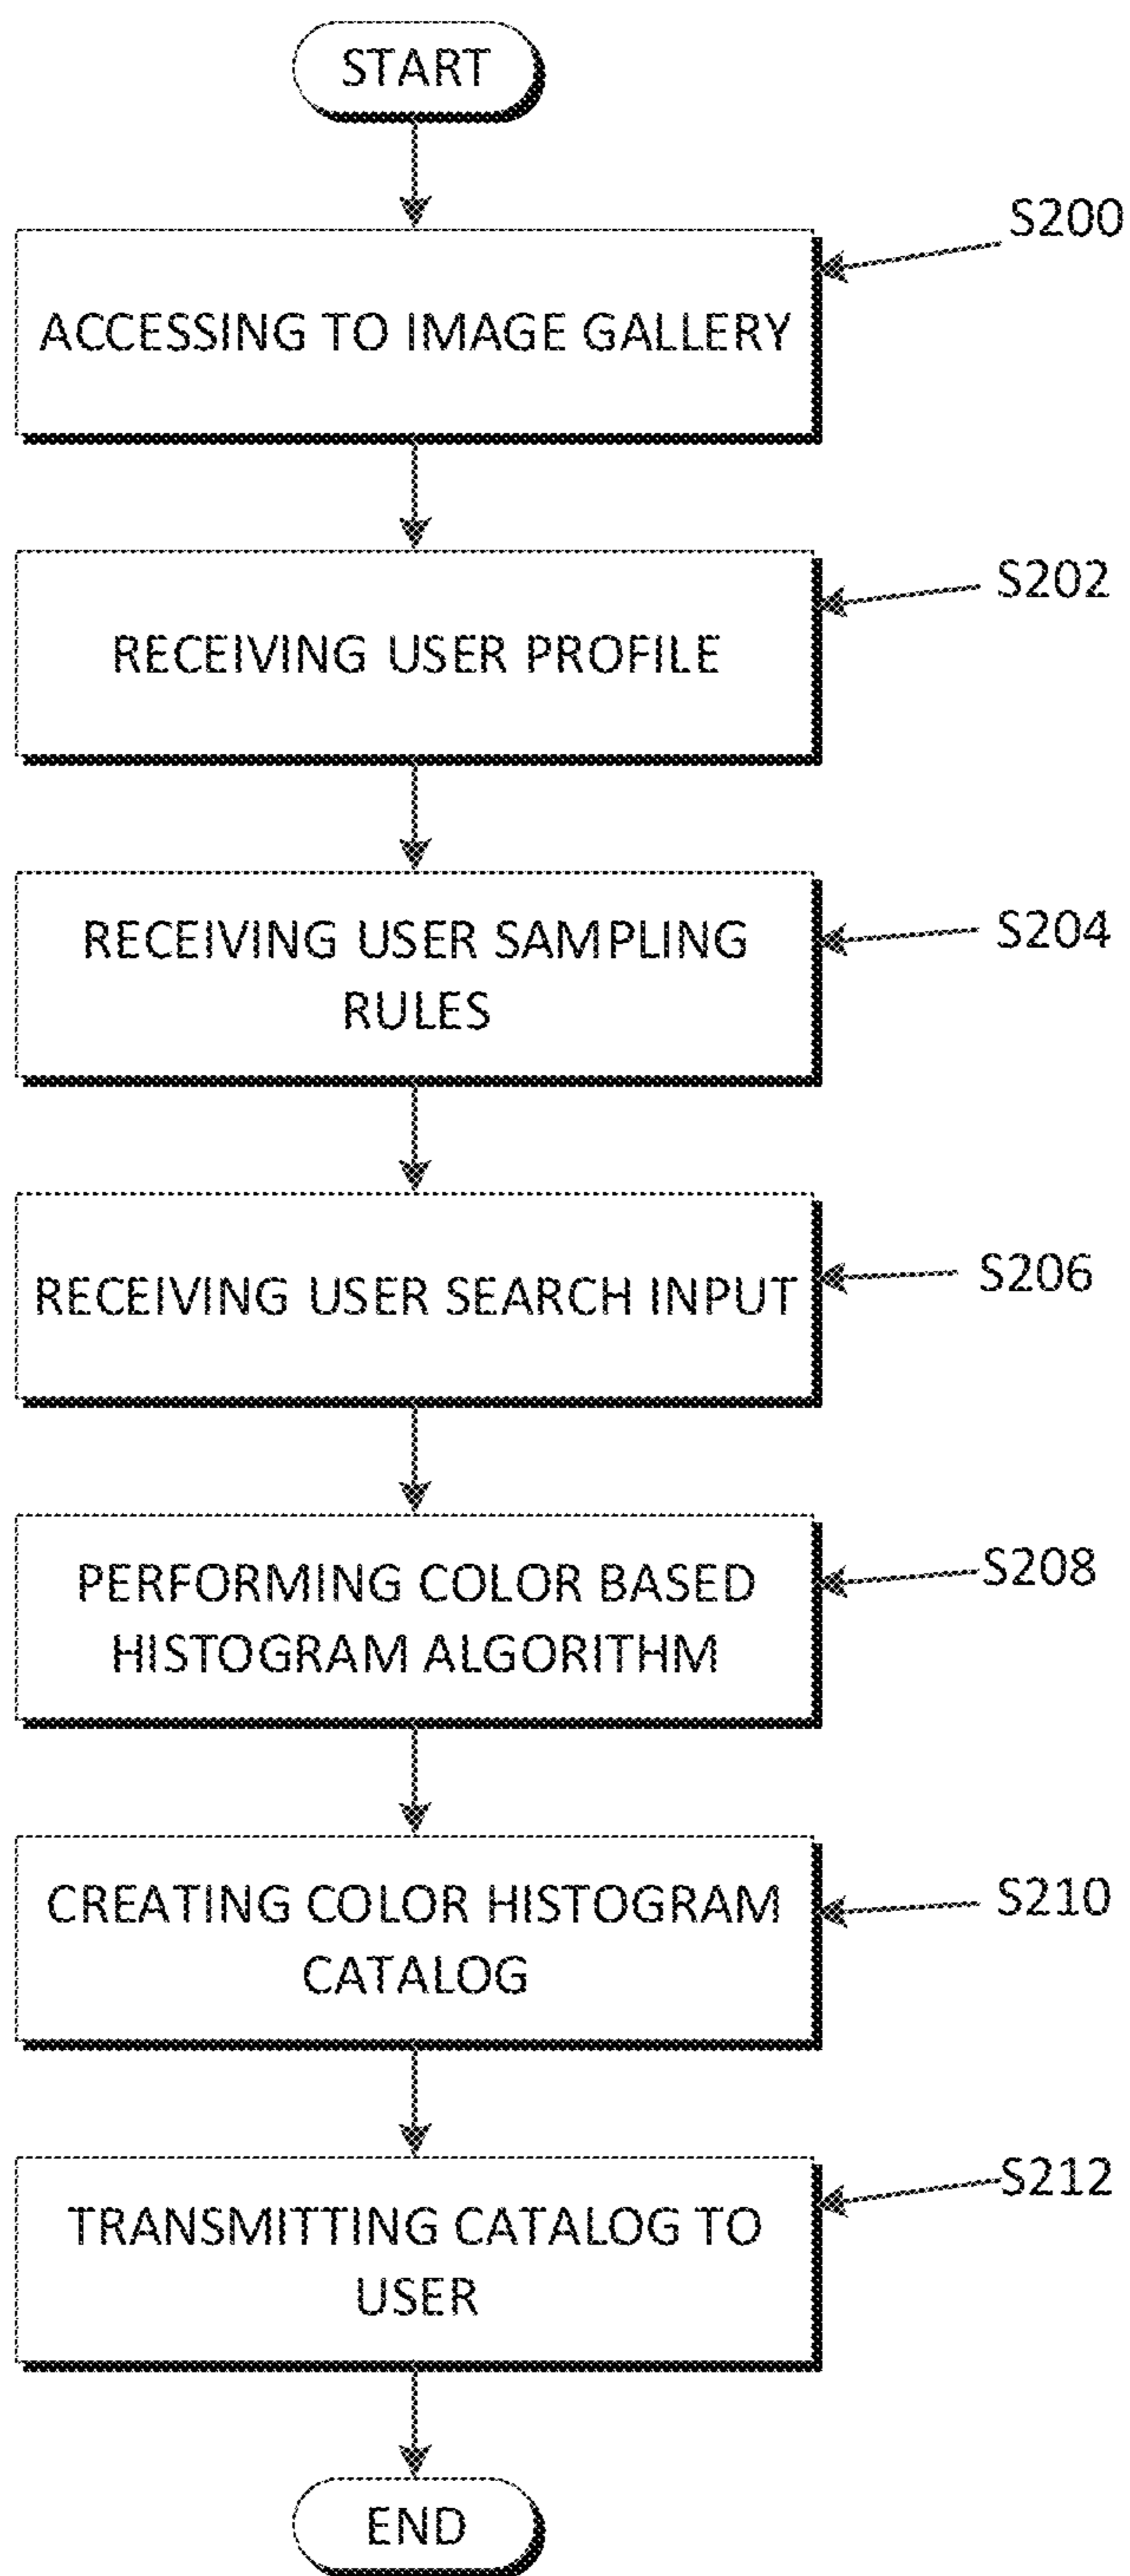 START
S200
ACCESSING TO IMAGE GALLERY
S202
RECEIVING USER PROFILE
S204
RECEIVING USER SAMPLING
RULES
S206
RECEIVING USER SEARCH INPUT
S208
PERFORMING COLOR BASED
HISTOGRAM ALGORITHM
S210
CREATING COLOR HISTOGRAM
CATALOG
S212
TRANSMITTING CATALOG TO
USER
END